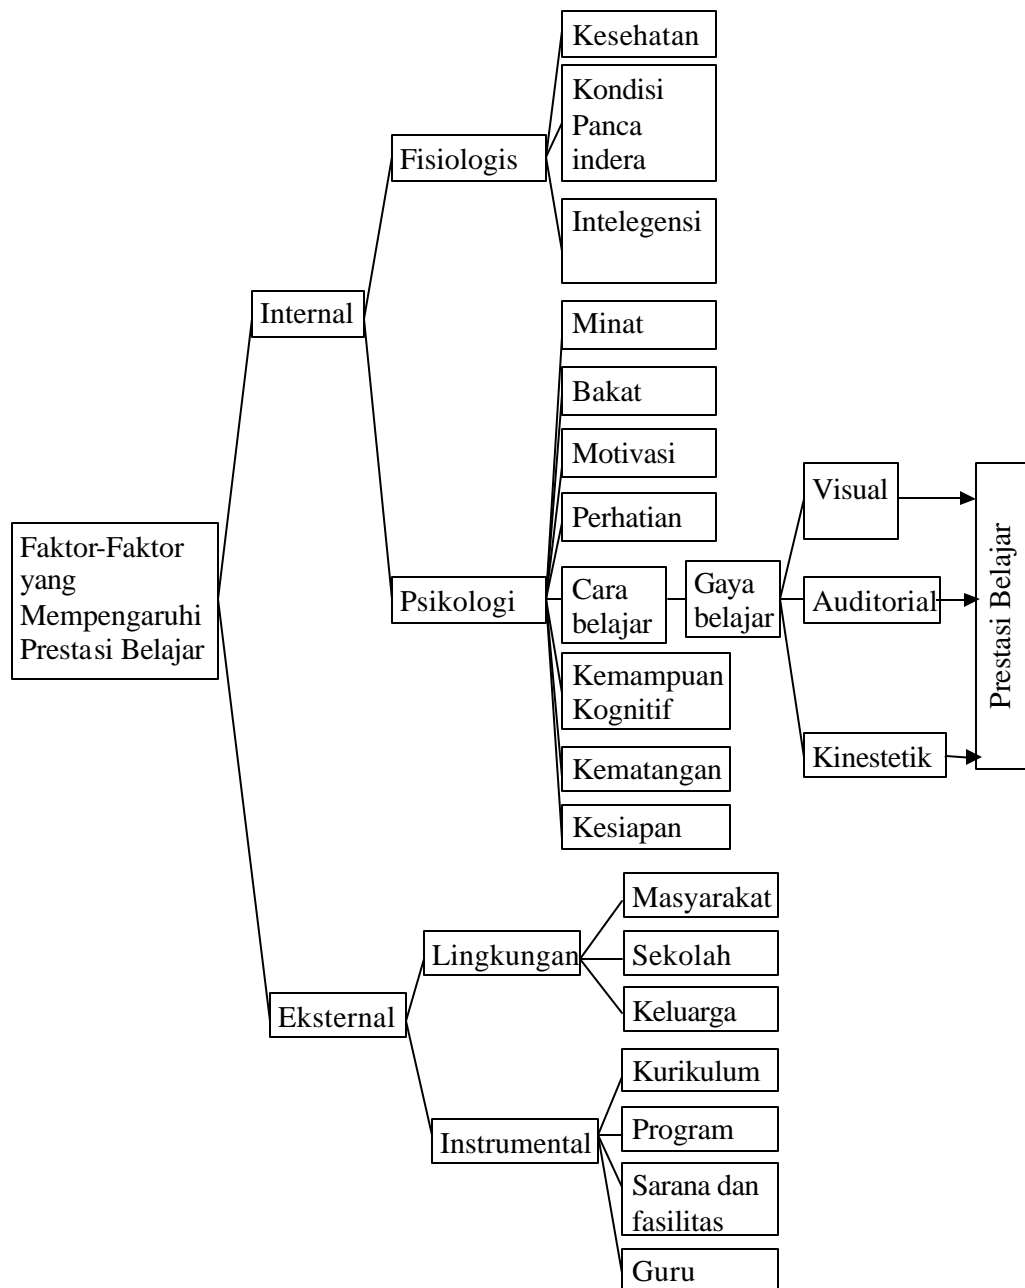 Kesehatan
Kondisi
Panca
indera
Fisiologis
Intelegensi
Internal
Minat
Bakat
Motivasi
Perhatian
Faktor-Faktor
yang
Mempengaruhi
Prestasi Belajar
Psikologi
Cara
belajar
Gaya
belajar
Visual
Auditorial
Kinestetik
Prestasi Belajar
Kemampuan
Kognitif
Kematangan
Kesiapan
Eksternal
Lingkungan
Masyarakat
Sekolah
Keluarga
Instrumental
Kurikulum
Program
Sarana dan
fasilitas
Guru